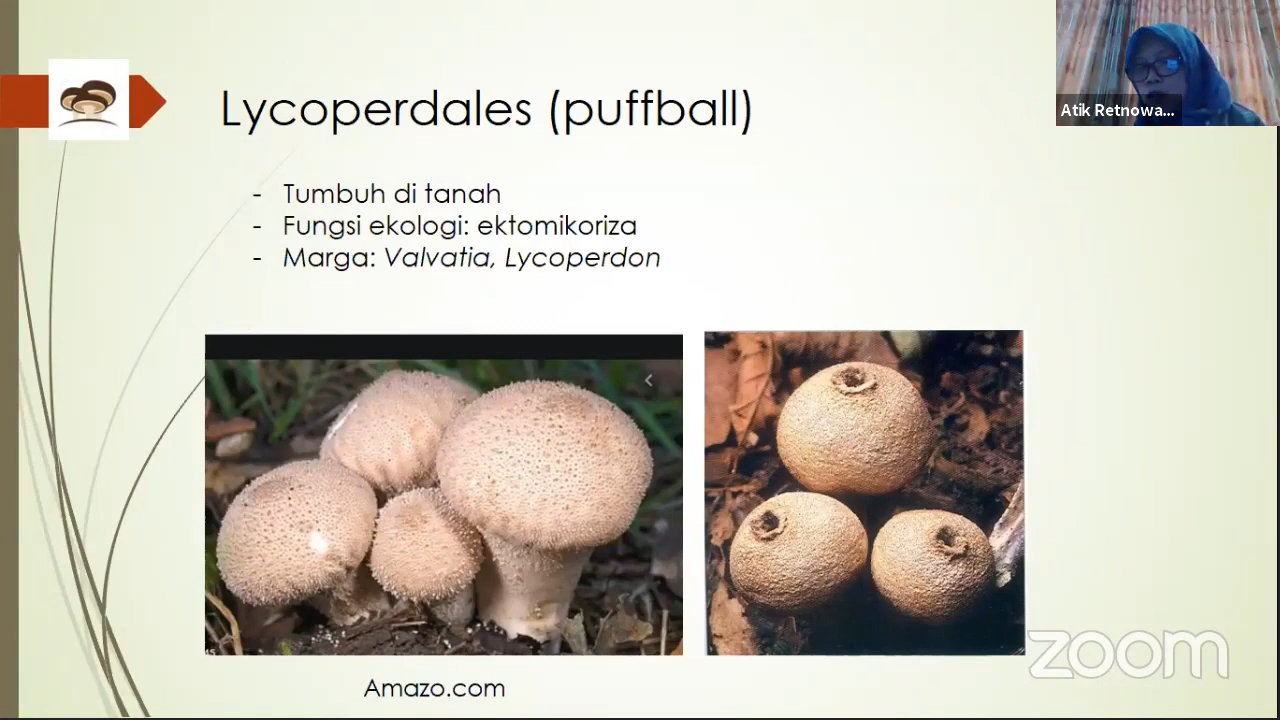 Lycoperdales (puffball)
Atik Retnowa...
- Tumbuh di tanah
- Fungsi ekologi: ektomikoriza
- Marga: Valvatia, Lycoperdon
Amazo.com
zoom